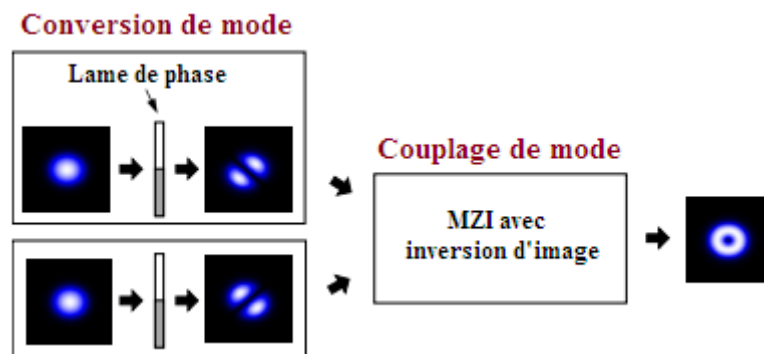 Conversion de mode
Lame de phase
Couplage de mode
MZI avec
inversion d'image